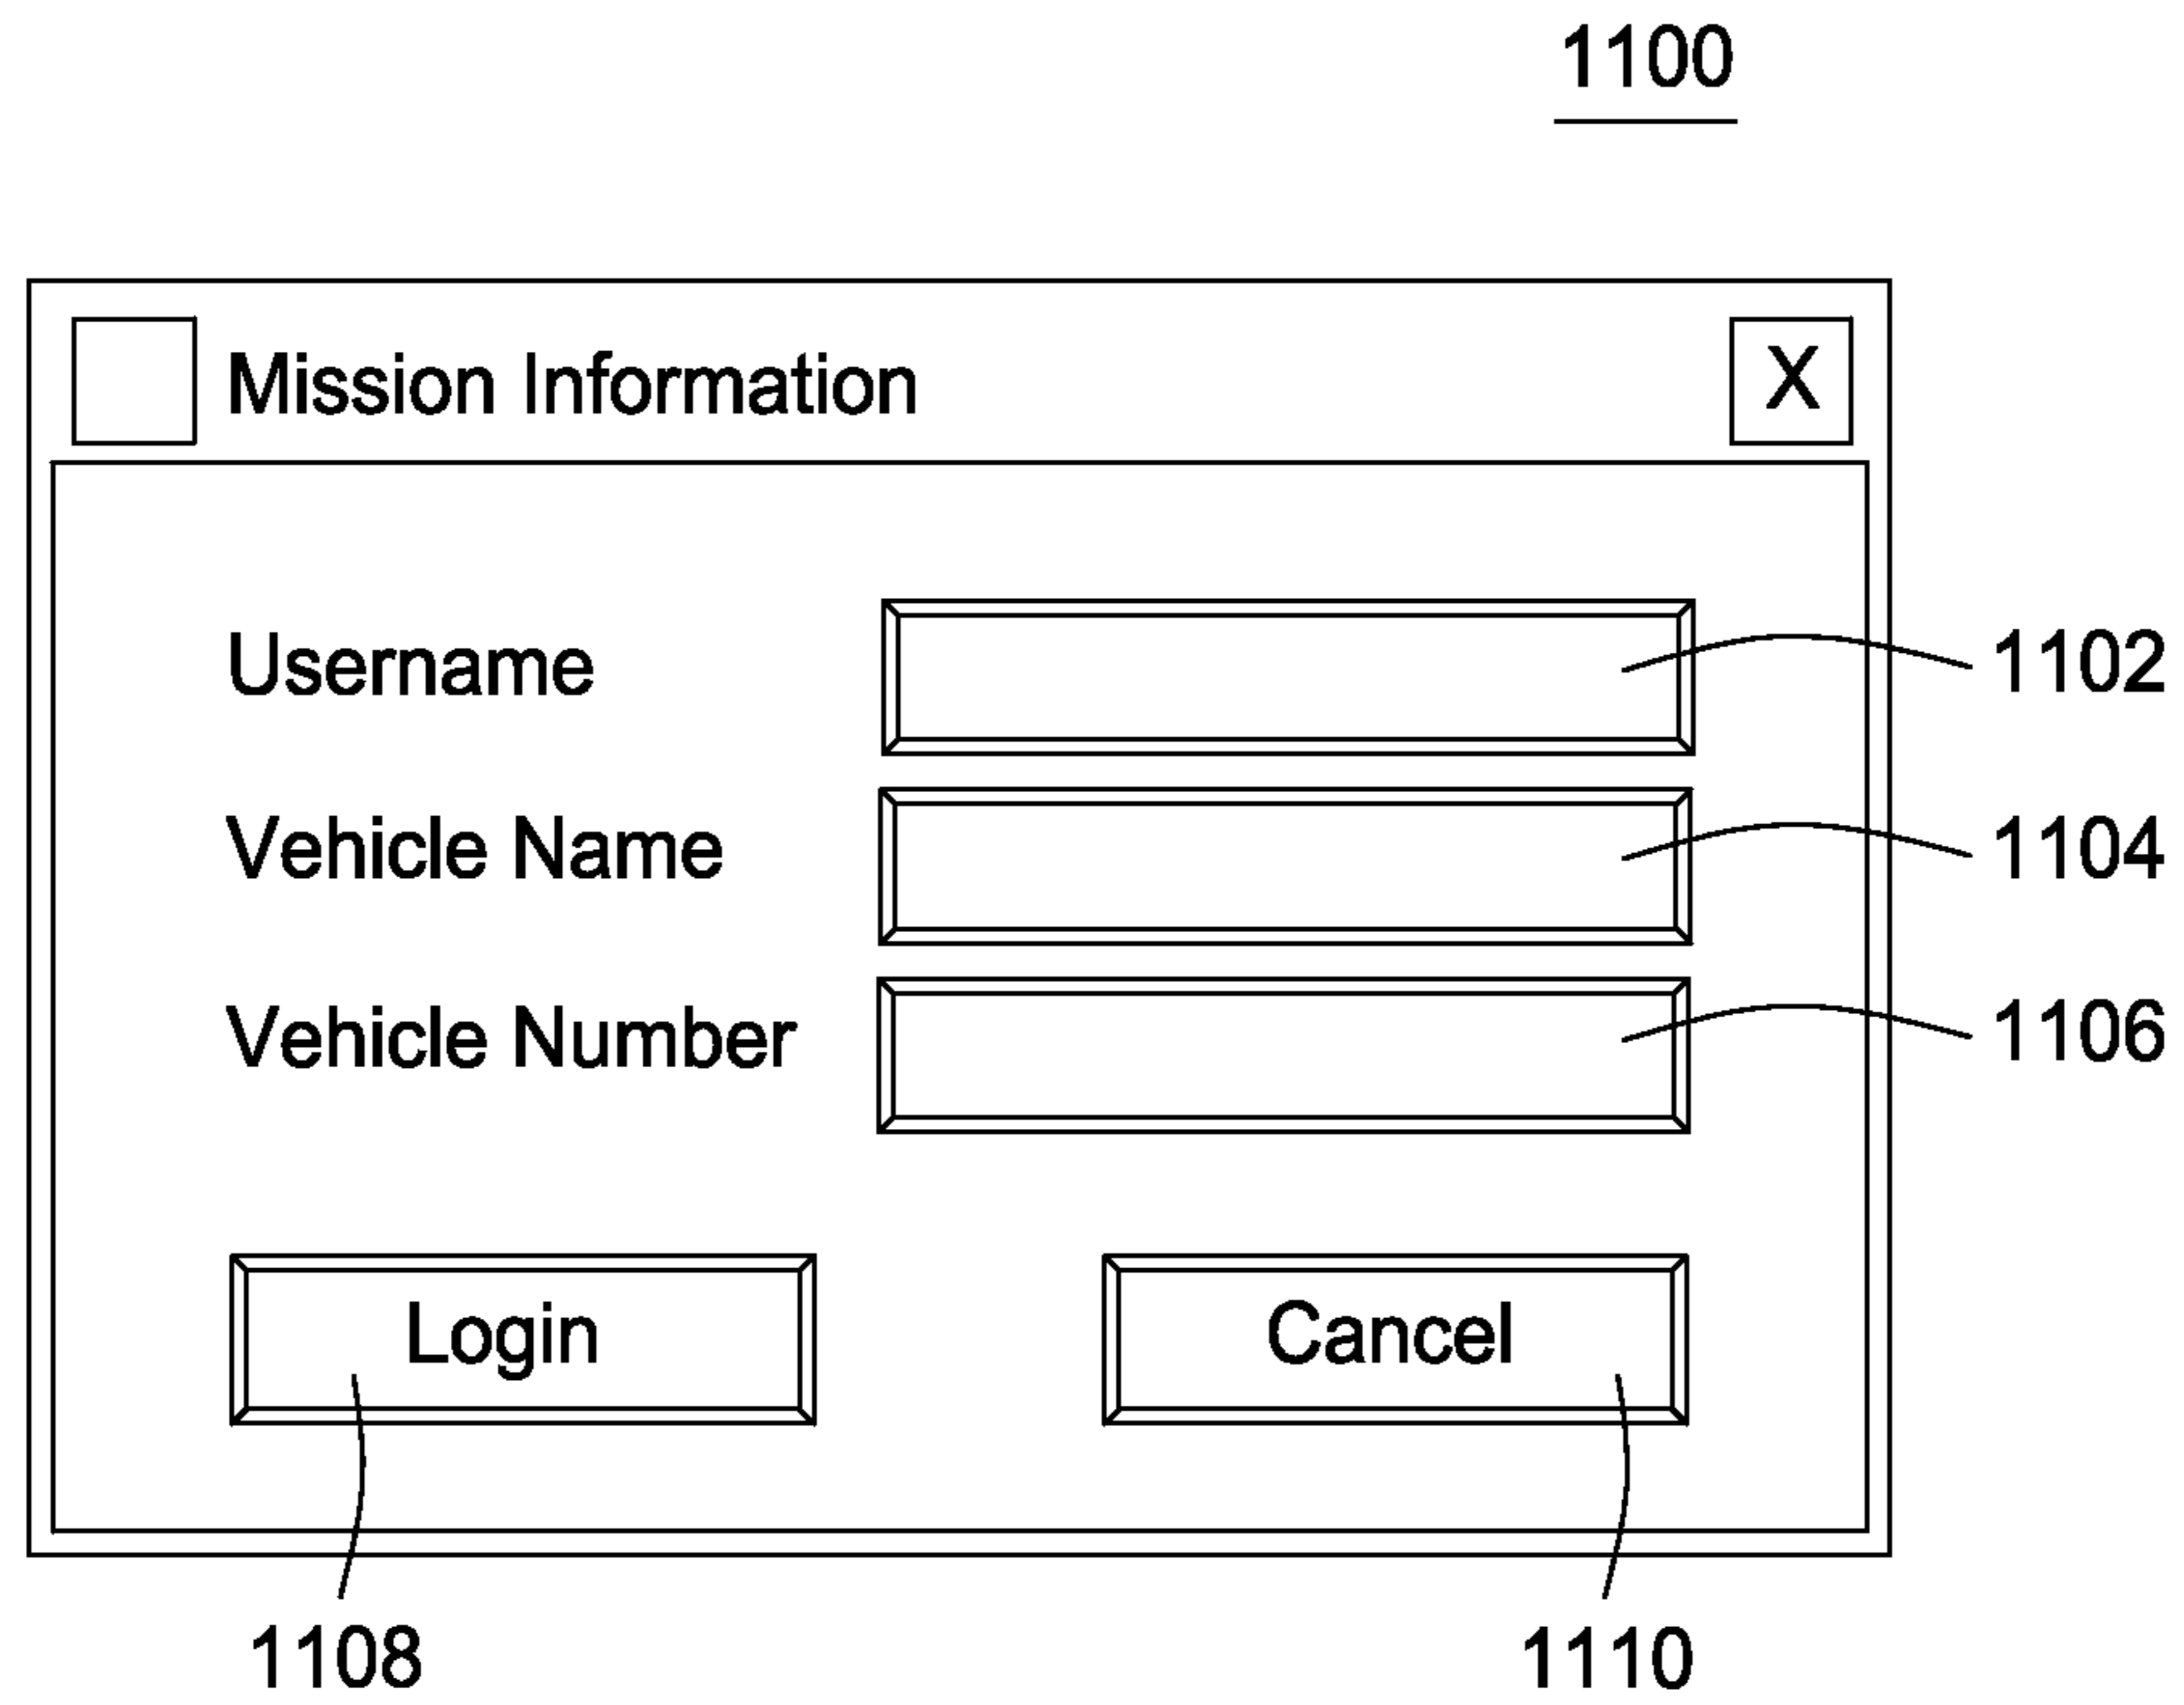 1100
Mission Information X
Username 1102
Vehicle Name 1104
Vehicle Number 1106
Login Cancel
1108 1110